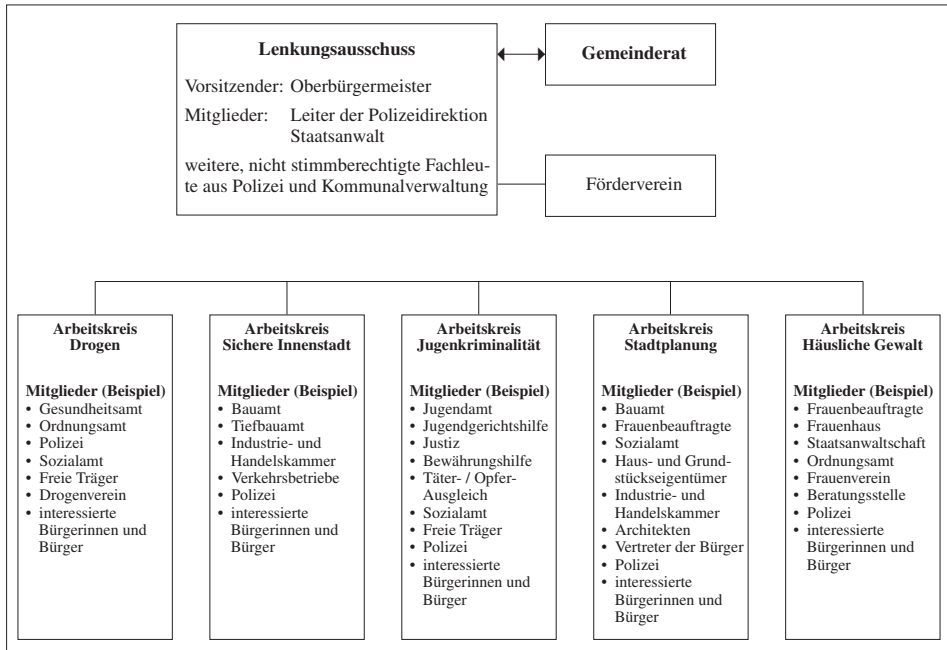 Lenkungsausschuss
Vorsitzender: Oberbürgermeister
Mitglieder: Leiter der Polizeidirektion
Staatsanwalt
weitere, nicht stimmberechtigte Fachleu-
te aus Polizei und Kommunalverwaltung
Gemeinderat
Förderverein
Arbeitskreis
Drogen
Mitglieder (Beispiel)
• Gesundheitsamt
• Ordnungsamt
• Polizei
• Sozialamt
• Freie Träger
• Drogenverein
• interessierte
Bürgerinnen und
Bürger
Arbeitskreis
Sichere Innenstadt
Mitglieder (Beispiel)
• Bauamt
• Tiefbauamt
• Industrie- und
Handelskammer
• Verkehrsbetriebe
• Polizei
• interessierte
Bürgerinnen und
Bürger
Arbeitskreis
Jugenkriminalität
Mitglieder (Beispiel)
• Jugendamt
• Jugendgerichtshilfe
• Justiz
• Bewährungshilfe
• Täter- / Opfer-
Ausgleich
• Sozialamt
• Freie Träger
• Polizei
• interessierte
Bürgerinnen und
Bürger
Arbeitskreis
Stadtplanung
Mitglieder (Beispiel)
• Bauamt
• Frauenbeauftragte
• Sozialamt
• Haus- und Grund-
stückseigentümer
• Industrie- und
Handelskammer
• Architekten
• Vertreter der Bürger
• Polizei
• interessierte
Bürgerinnen und
Bürger
Arbeitskreis
Häusliche Gewalt
Mitglieder (Beispiel)
• Frauenbeauftragte
• Frauenhaus
• Staatsanwaltschaft
• Ordnungsamt
• Frauenverein
• Beratungsstelle
• Polizei
• interessierte
Bürgerinnen und
Bürger